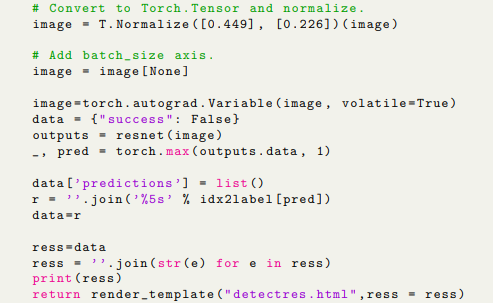 # Convert to Torch.Tensor and normalize.
image = T.Normalize([0.449], [0.226])(image)
# Add batch_size axis.
image = image[None]
image=torch.autograd.Variable(image, volatile=True)
data = {"success": False}
outputs = resnet(image)
_, pred = torch.max(outputs.data, 1)
data['predictions'] = list()
r = ''.join('%5s' % idx2label[pred])
data=r
ress=data
ress = ''.join(str(e) for e in ress)
print(ress)
return render_template("detectres.html",ress = ress)